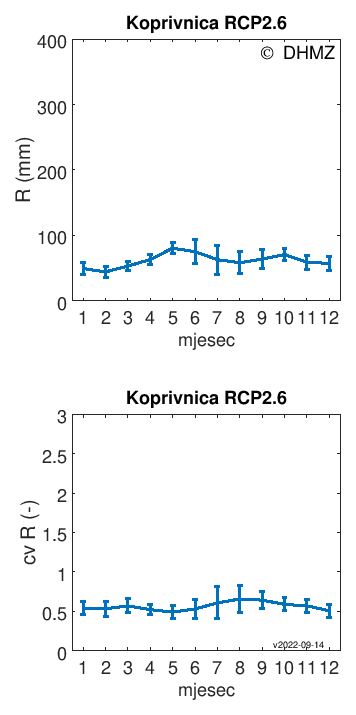 Koprivnica RCP2.6
400
© DHMZ
300
R (mm)
200
100
0
1 2 3 4 5 6 7 8 9 10 11 12
mjesec
Koprivnica RCP2.6
3
2.5
2
cv R (-)
1.5
1
0.5
v2022-09-14
0
1 2 3 4 5 6 7 8 9 10 11 12
mjesec